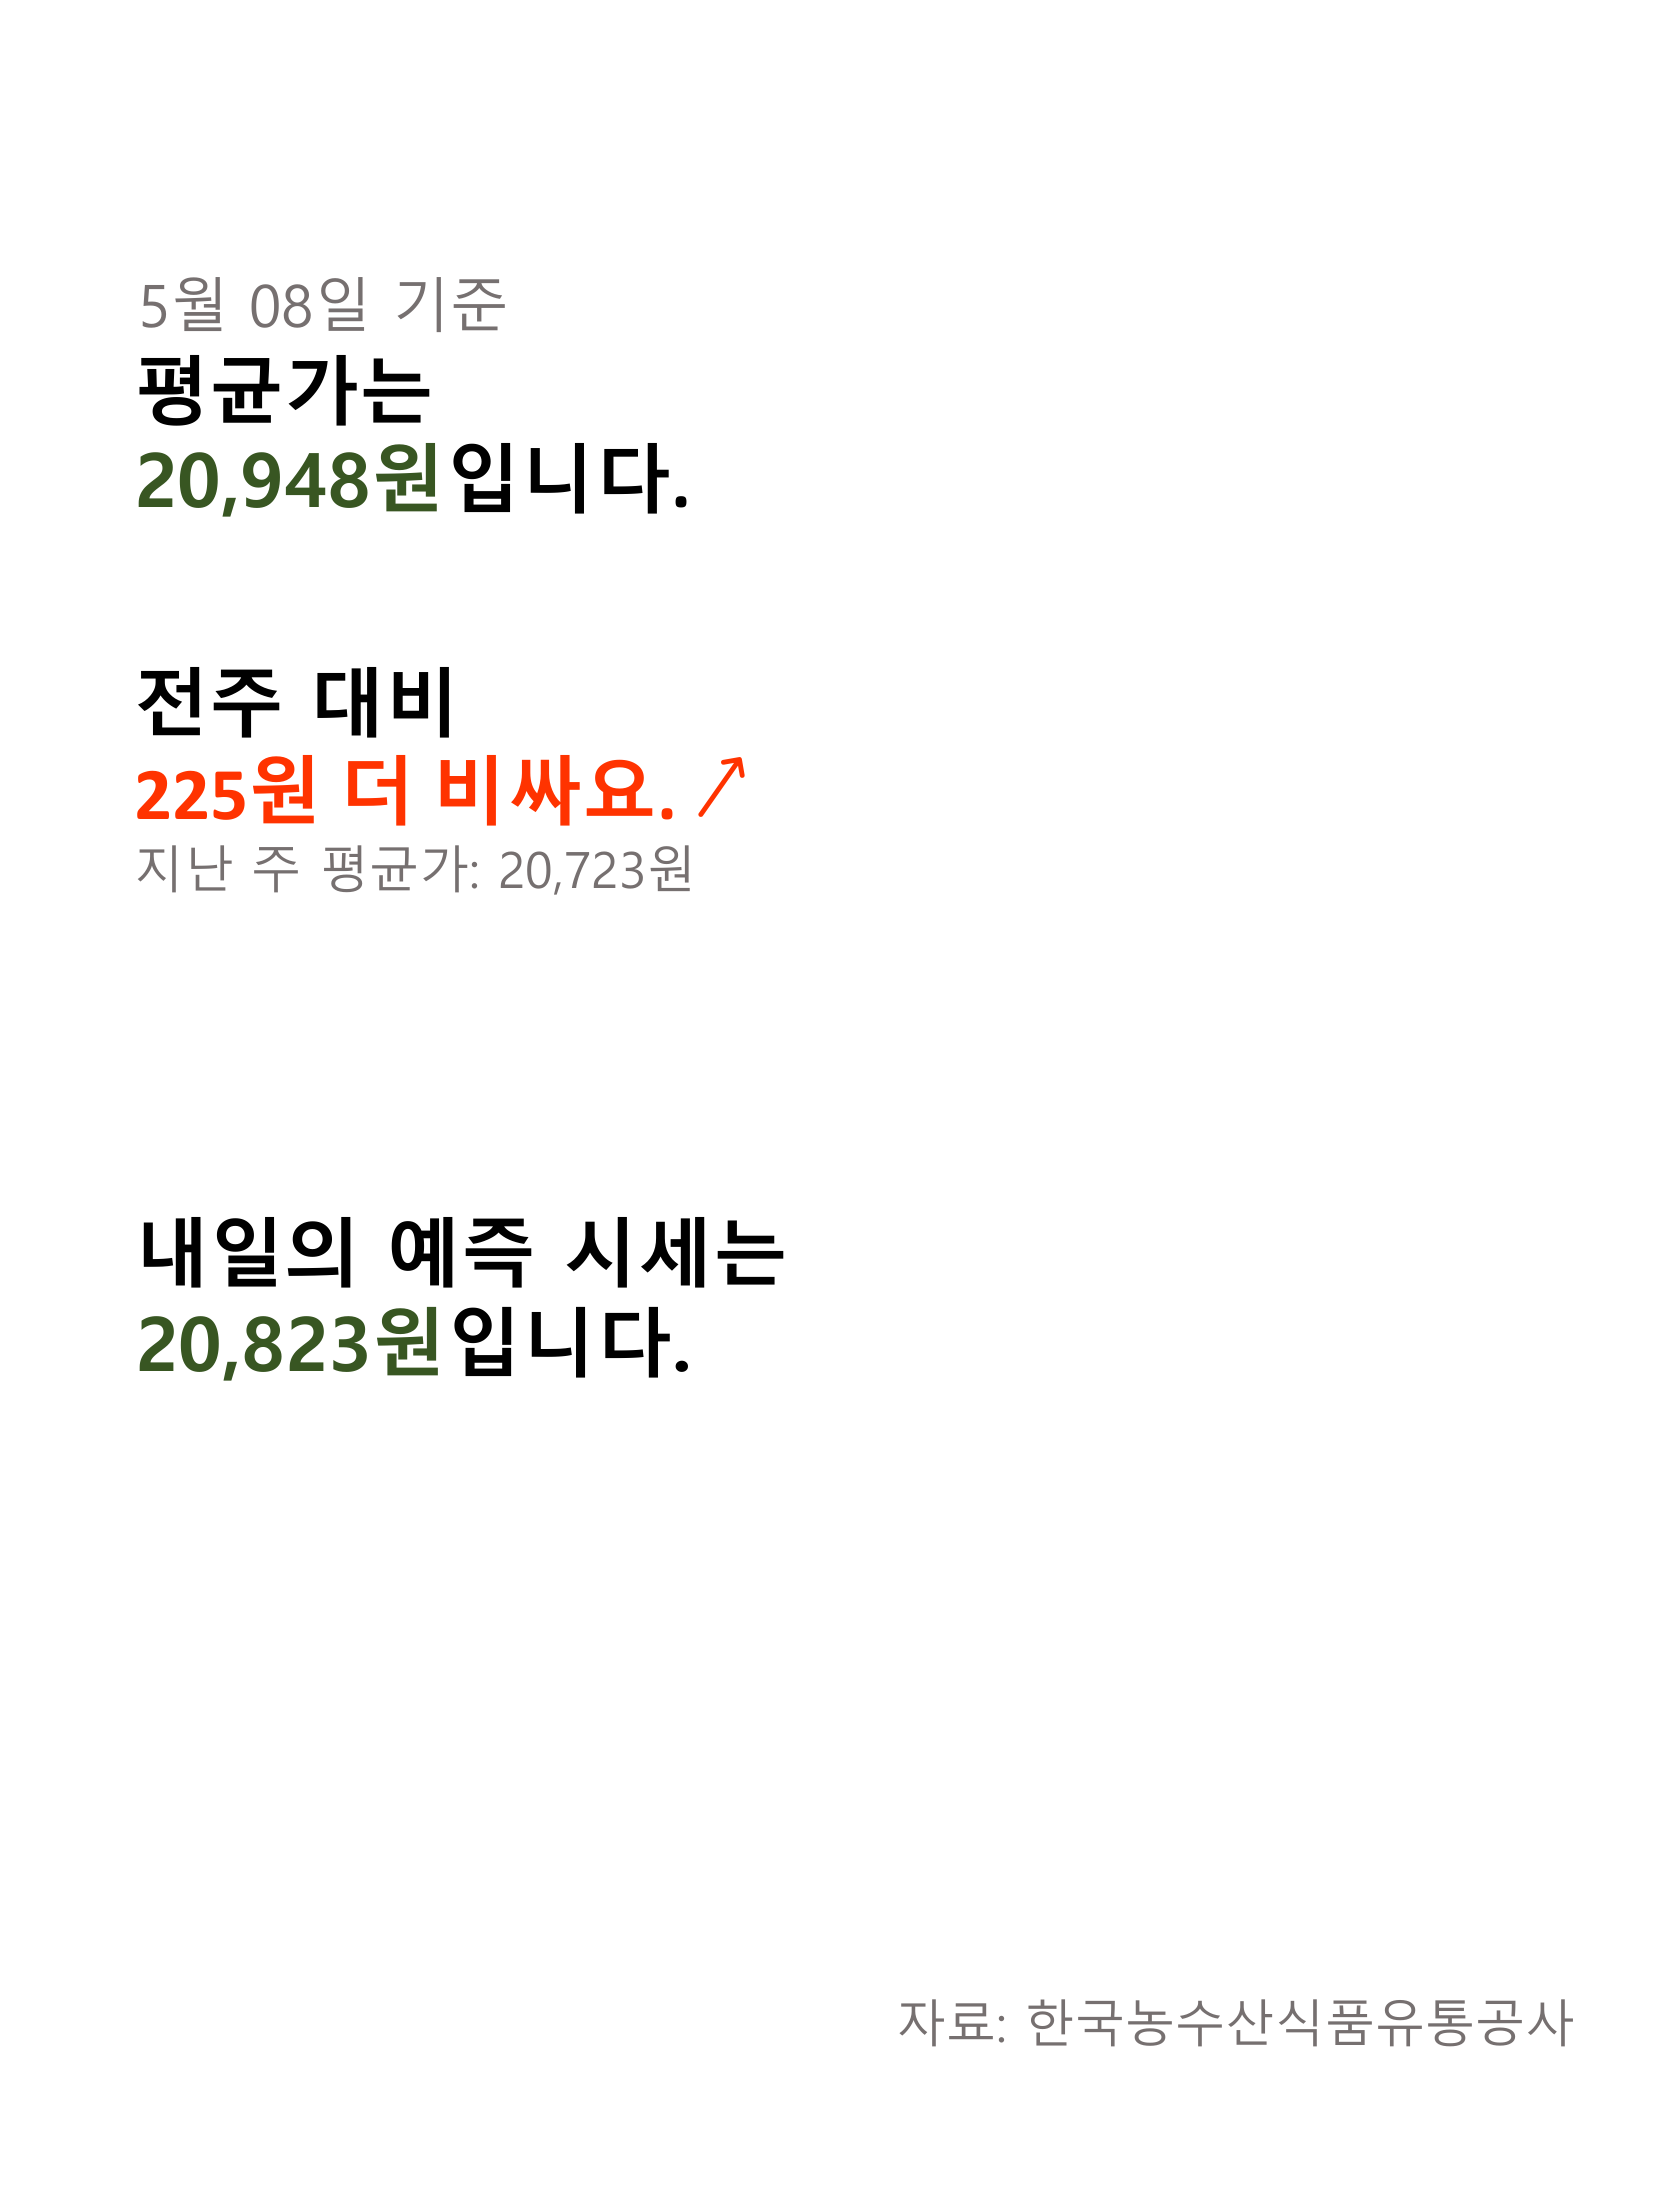 5월 08일 기준
평균가는
20,948원입니다.
전주 대비
225원 더 비싸요.↗
지난 주 평균가: 20,723원
내일의 예측 시세는
20,823원입니다.
자료: 한국농수산식품유통공사